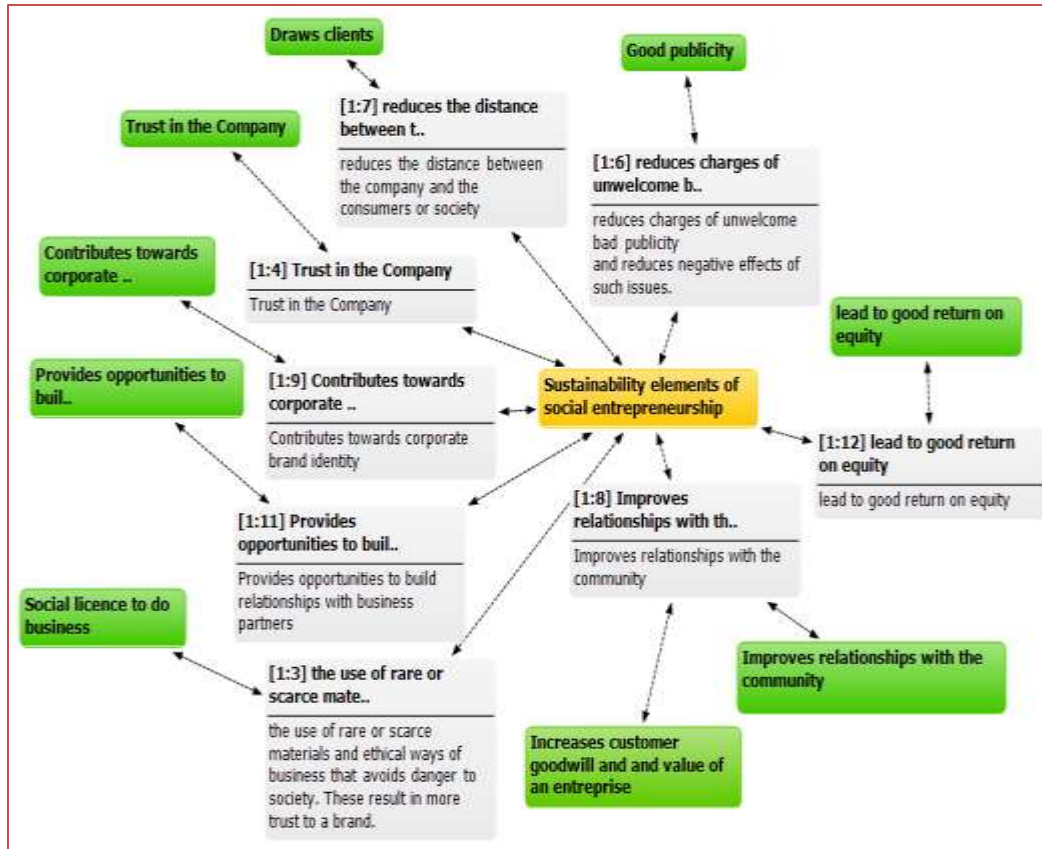 Draws clients
Good publicity
[1:7] reduces the distance
between t..
reduces the distance between
the company and the
consumers or society
Trust in the Company
[1:6] reduces charges of
unwelcome b..
reduces charges of unwelcome
bad publicity
and reduces negative effects of
such issues.
Contributes towards
corporate ..
[1:4] Trust in the Company
Trust in the Company
lead to good return on
equity
Provides opportunities to
buil..
[1:9] Contributes towards
corporate ..
Contributes towards corporate
brand identity
Sustainability elements of
social entrepreneurship
[1:12] lead to good return
on equity
lead to good return on equity
[1:11] Provides
opportunities to buil..
Provides opportunities to build
relationships with business
partners
[1:8] Improves
relationships with th..
Improves relationships with the
community
Social licence to do
business
[1:3] the use of rare or
scarce mate..
the use of rare or scarce
materials and ethical ways of
business that avoids danger to
society. These result in more
trust to a brand.
Improves relationships with the
community
Increases customer
goodwill and and value of
an entreprise